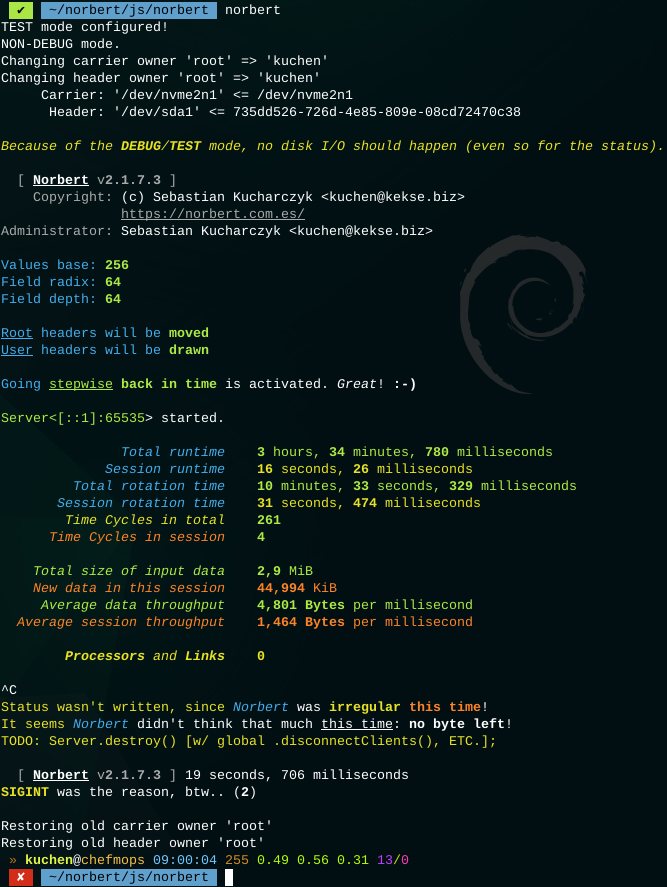 ✔ ~/norbert/js/norbert norbert
TEST mode configured!
NON-DEBUG mode.
Changing carrier owner 'root' => 'kuchen'
Changing header owner 'root' => 'kuchen'
Carrier: '/dev/nvme2n1' <= /dev/nvme2n1
Header: '/dev/sda1' <= 735dd526-726d-4e85-809e-08cd72470c38
Because of the DEBUG/TEST mode, no disk I/O should happen (even so for the status).
[ Norbert v2.1.7.3 ]
Copyright: (c) Sebastian Kucharczyk <kuchen@kekse.biz>
https://norbert.com.es/
Administrator: Sebastian Kucharczyk <kuchen@kekse.biz>
Values base: 256
Field radix: 64
Field depth: 64
Root headers will be moved
User headers will be drawn
Going stepwise back in time is activated. Great! :-)
Server<[::1]:65535> started.
Total runtime 3 hours, 34 minutes, 780 milliseconds
Session runtime 16 seconds, 26 milliseconds
Total rotation time 10 minutes, 33 seconds, 329 milliseconds
Session rotation time 31 seconds, 474 milliseconds
Time Cycles in total 261
Time Cycles in session 4
Total size of input data 2,9 MiB
New data in this session 44,994 KiB
Average data throughput 4,801 Bytes per millisecond
Average session throughput 1,464 Bytes per millisecond
Processors and Links 0
^C
Status wasn't written, since Norbert was irregular this time!
It seems Norbert didn't think that much this time: no byte left!
TODO: Server.destroy() [w/ global .disconnectClients(), ETC.];
[ Norbert v2.1.7.3 ] 19 seconds, 706 milliseconds
SIGINT was the reason, btw.. (2)
Restoring old carrier owner 'root'
Restoring old header owner 'root'
» kuchen@chefmops 09:00:04 255 0.49 0.56 0.31 13/0
✘ ~/norbert/js/norbert